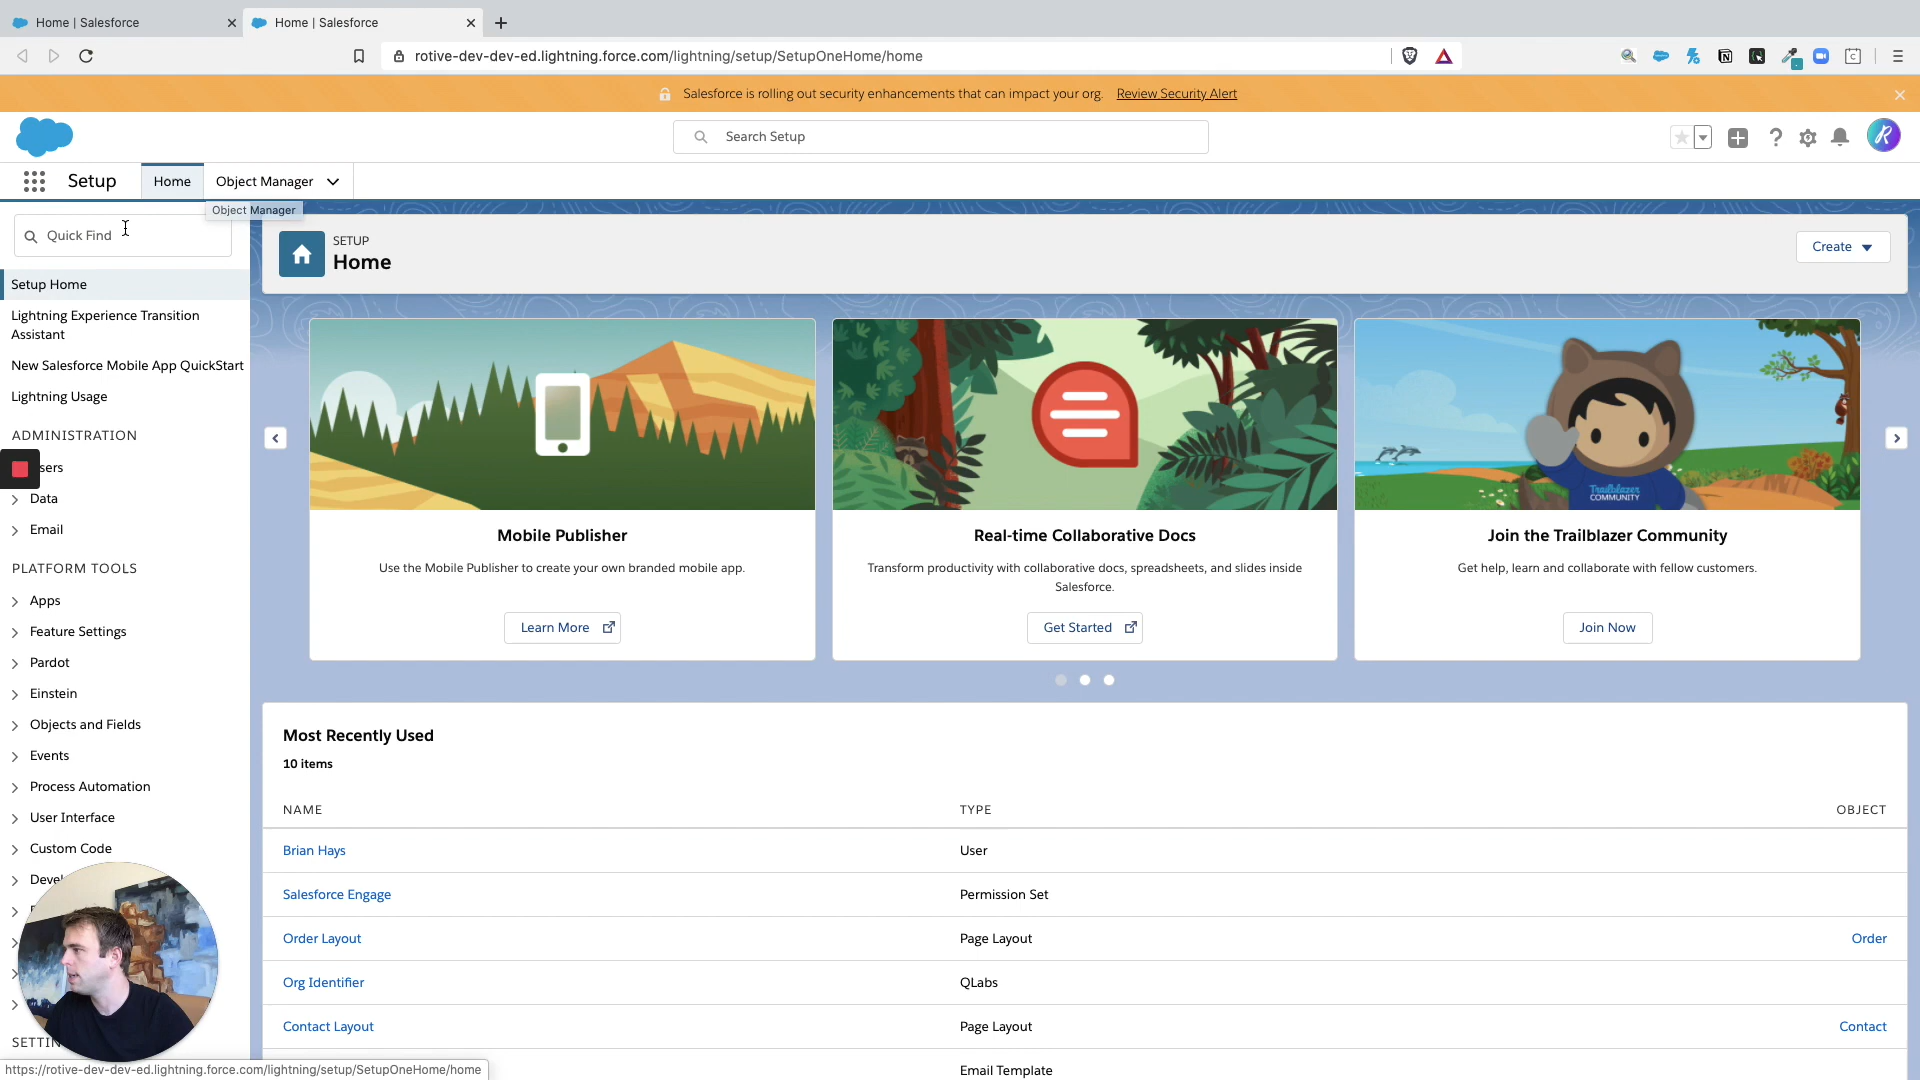 Home | Salesforce
Home | Salesforce
rotive-dev-dev-ed.lightning.force.com/lightning/setup/SetupOneHome/home
Salesforce is rolling out security enhancements that can impact your org. Review Security Alert
Search Setup
Setup
Home
Object Manager
Object Manager
Quick Find
Setup Home
Lightning Experience Transition
Assistant
New Salesforce Mobile App QuickStart
Lightning Usage
ADMINISTRATION
sers
Data
Email
PLATFORM TOOLS
Apps
Feature Settings
Pardot
Einstein
Objects and Fields
Events
Process Automation
User Interface
Custom Code
Devel
SETTIN
SETUP
Home
Create
Trailblazer
COMMUNITY
Mobile Publisher
Use the Mobile Publisher to create your own branded mobile app.
Learn More
Real-time Collaborative Docs
Transform productivity with collaborative docs, spreadsheets, and slides inside
Salesforce.
Get Started
Join the Trailblazer Community
Get help, learn and collaborate with fellow customers.
Join Now
Most Recently Used
10 items
NAME TYPE OBJECT
Brian Hays User
Salesforce Engage Permission Set
Order Layout Page Layout Order
Org Identifier QLabs
Contact Layout Page Layout Contact
Email Template
https://rotive-dev-dev-ed.lightning.force.com/lightning/setup/SetupOneHome/home